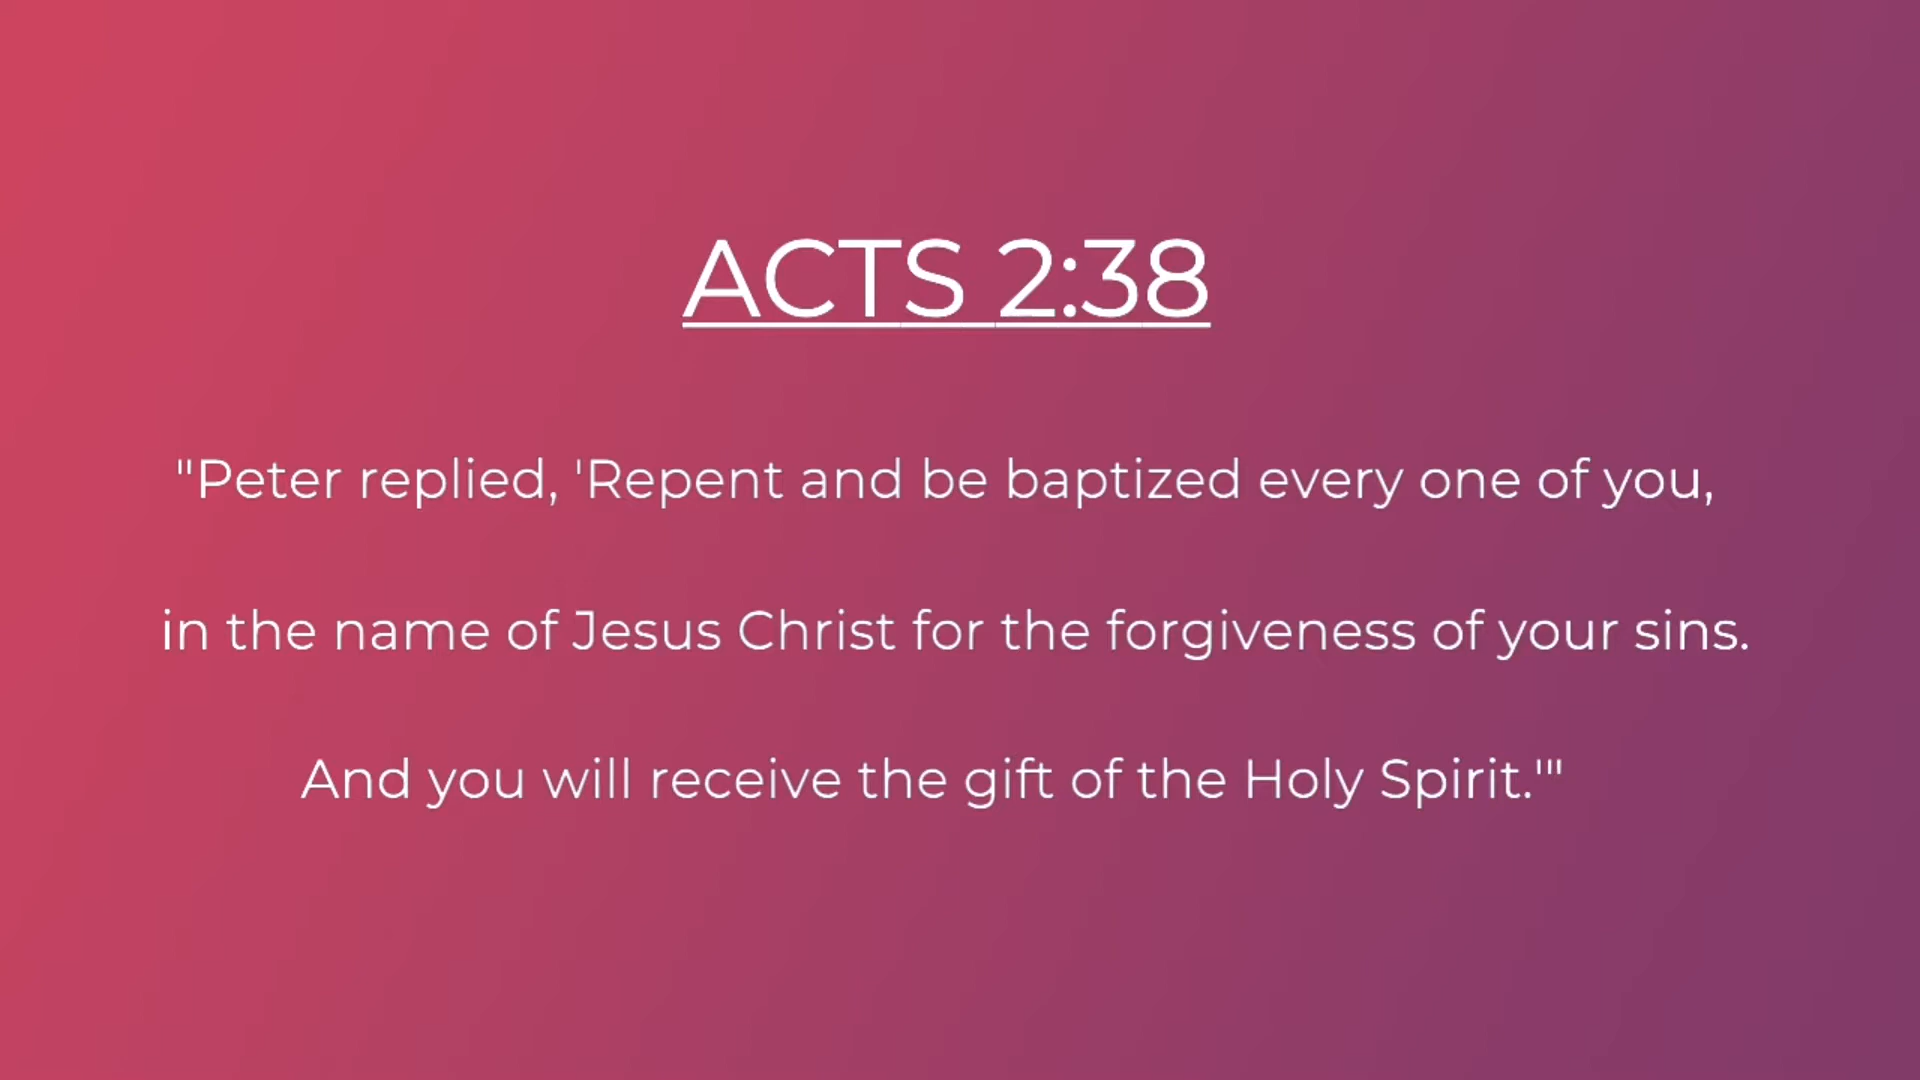 ACTS 2:38
"Peter replied, 'Repent and be baptized every one of you,
in the name of Jesus Christ for the forgiveness of your sins.
And you will receive the gift of the Holy Spirit.'"